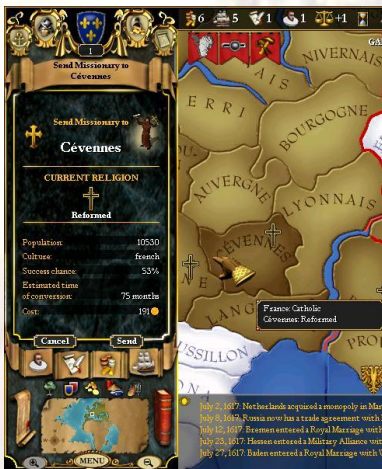 6 5 1 1 +1
1
Send Missionary to
Cévennes
Send Missionary to
Cévennes
CURRENT RELIGION
Reformed
Population: 10530
Culture: french
Success chance: 53%
Estimated time
of conversion: 75 months
Cost: 191
Cancel Send
MENU
GA
NIVERNAIS
AIS
ERRI
BOURGOGNE
OU-
AUVERGNE
LYONNAIS
CÉVENNES
NE
LANG
France: Catholic
Cévennes: Reformed
PRO
USSILLON
July 2, 1617: Netherlands acquired a monopoly in Mar
July 8, 1617: Russia now has a trade agreement with
July 12, 1617: Bremen entered a Royal Marriage with
July 23, 1617: Hessen entered a Military Alliance wit
July 27, 1617: Baden entered a Royal Marriage with